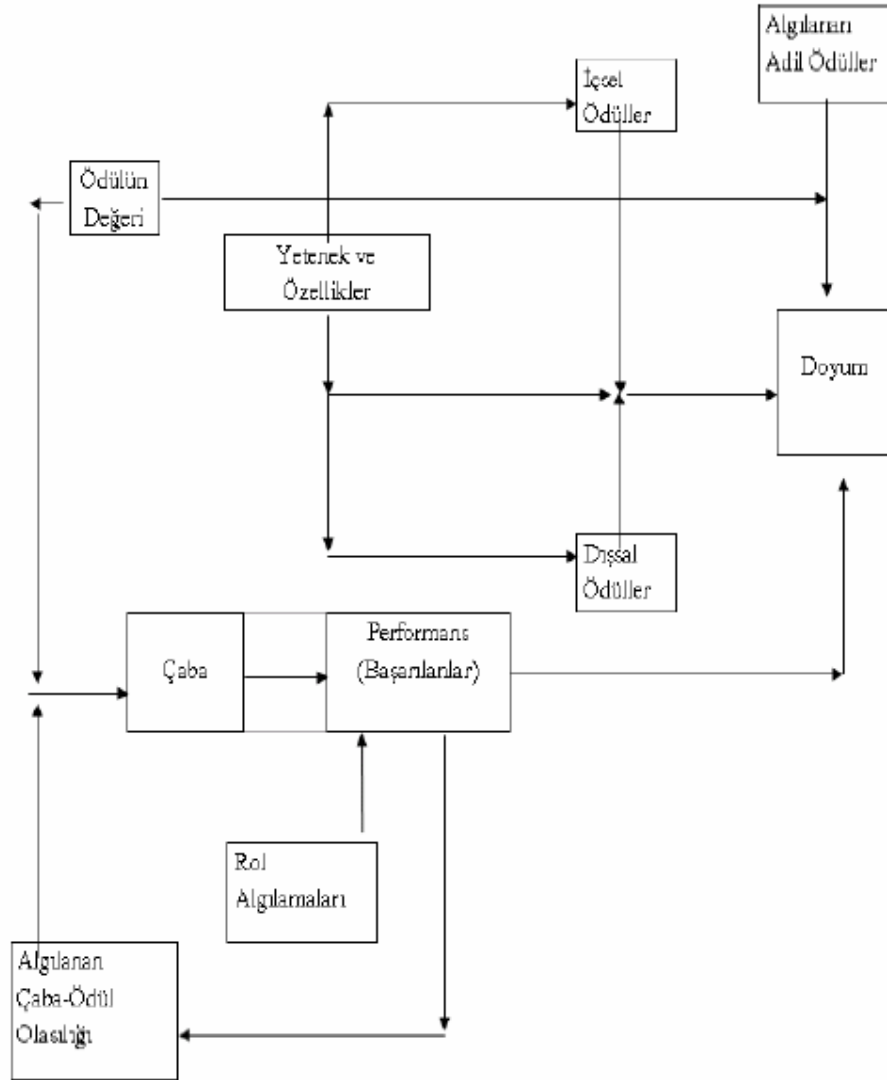 Algılanan
Adil Ödüller
İçsel
Ödüller
Ödülün
Değeri
Yetenek ve
Özellikler
Doyum
Dışsal
Ödüller
Çaba
Performans
(Başarılanlar)
Rol
Algılamaları
Algılanan
Çaba-Ödül
Olasılığı